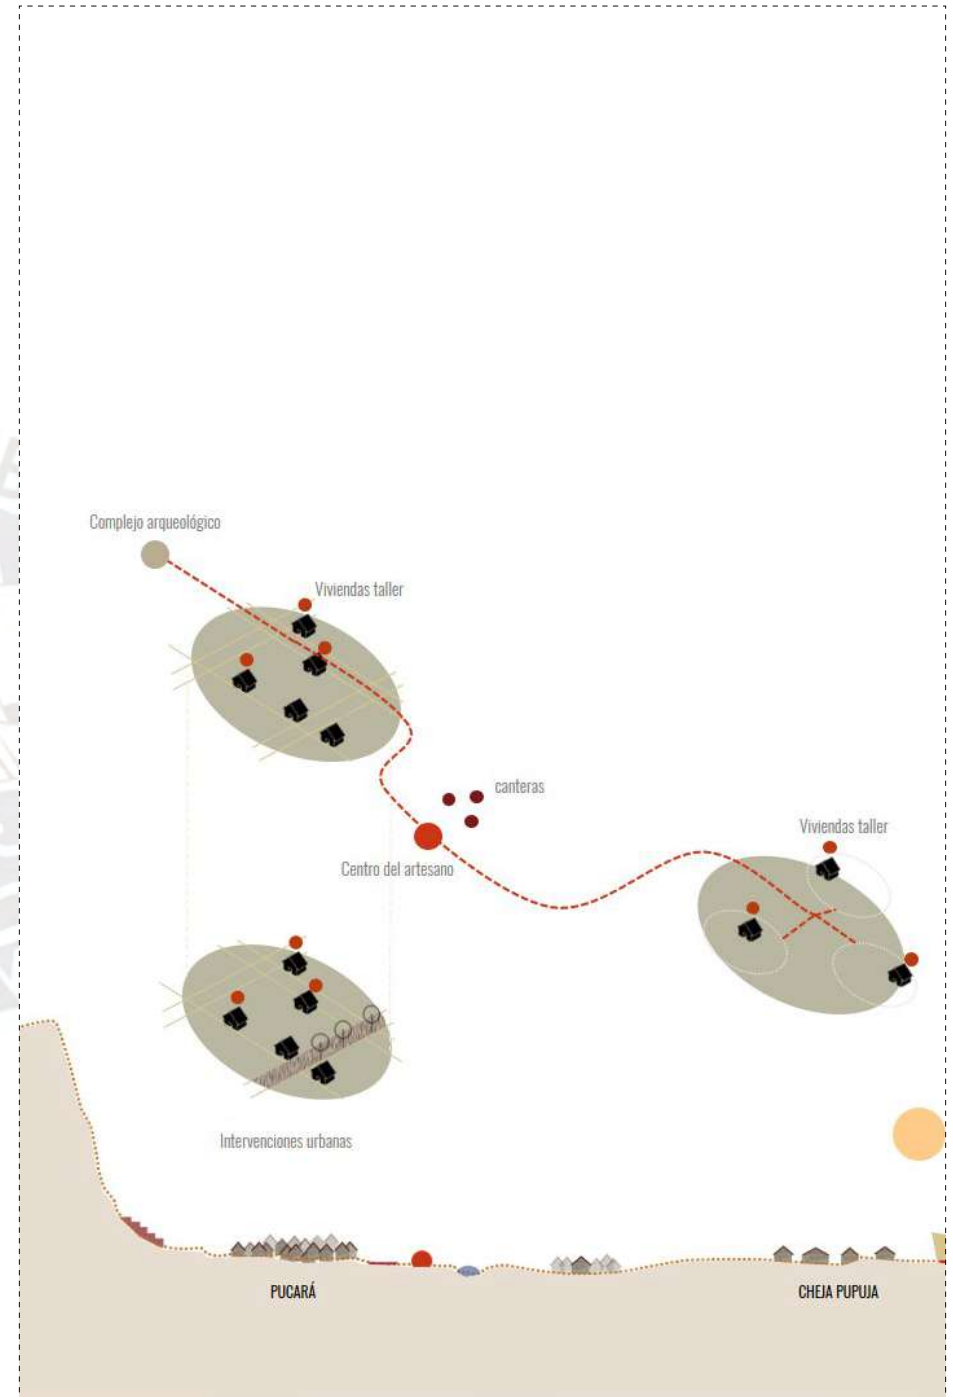 Complejo arqueológico
Viviendas taller
canteras
Viviendas taller
Centro del artesano
Intervenciones urbanas
PUCARÁ
CHEJA PUPUJA